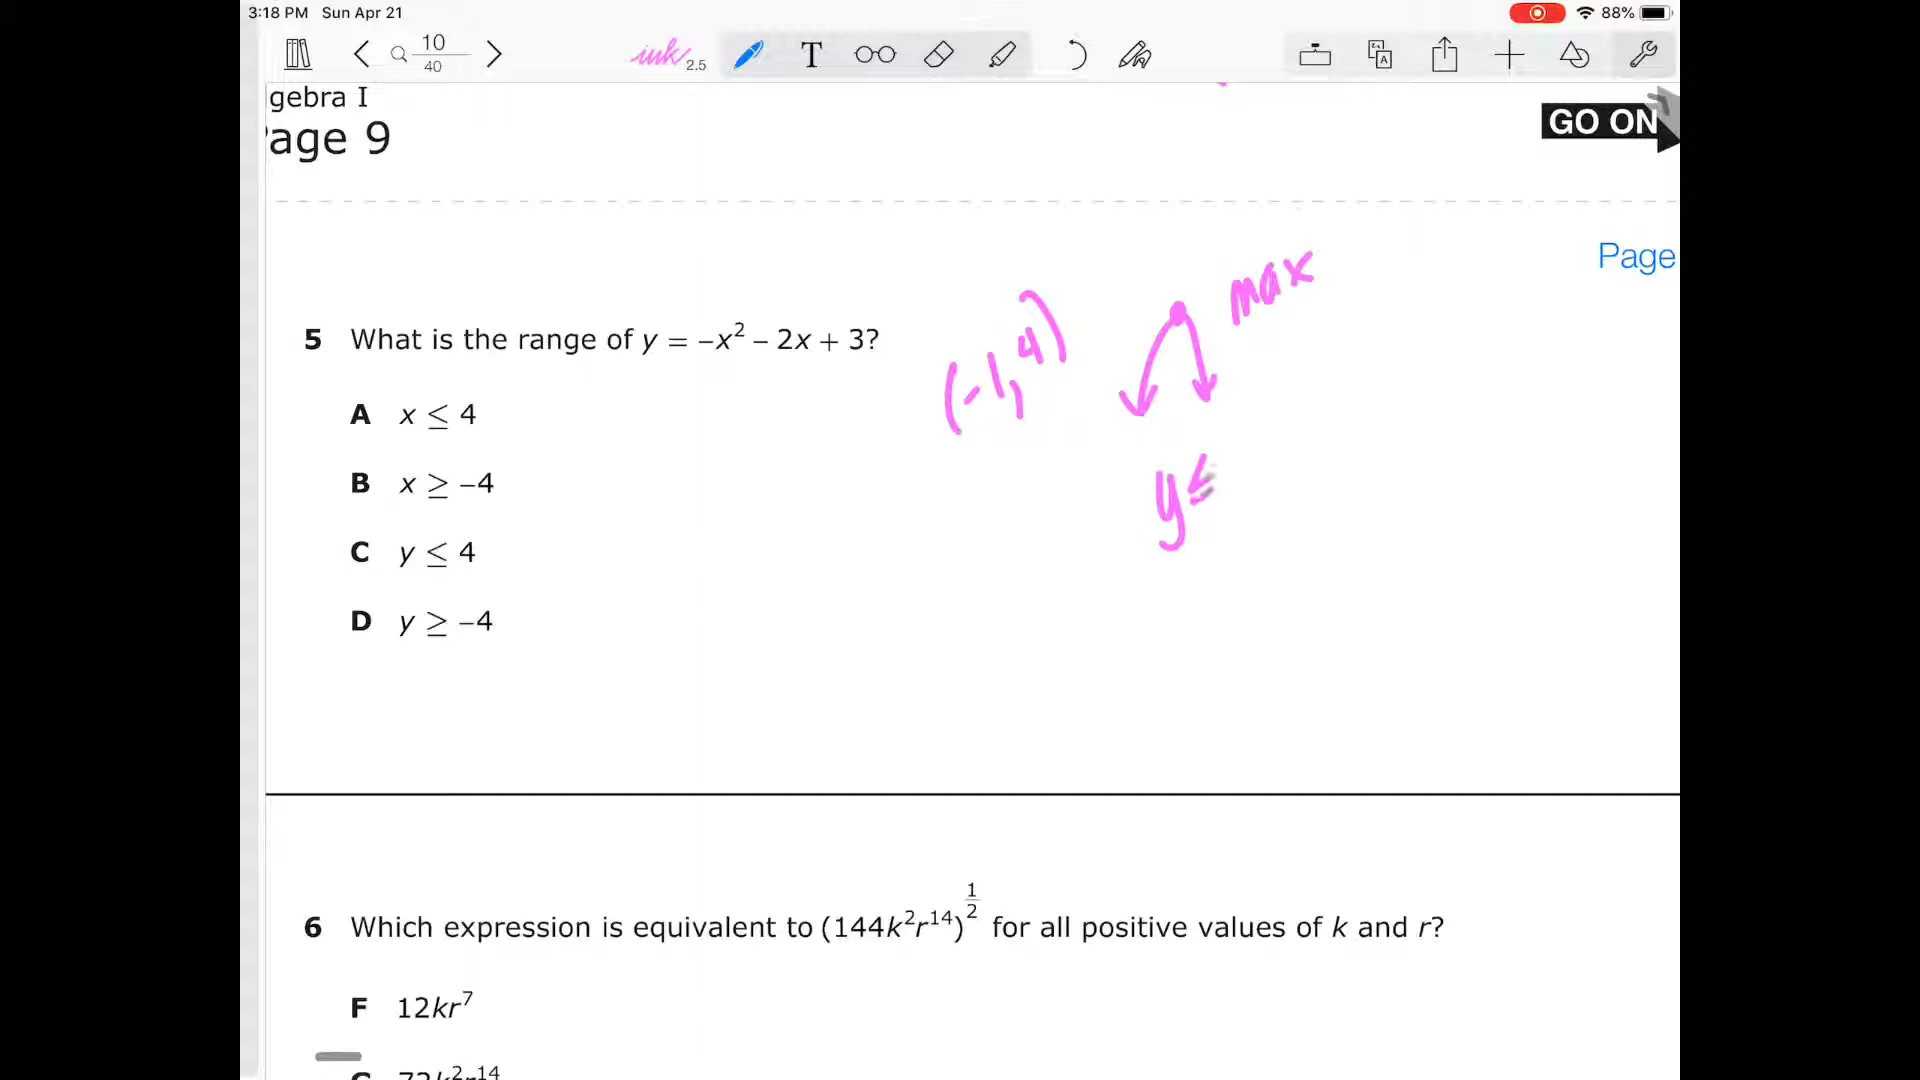 3:18 PM Sun Apr 21
88%
10
40
ink 2.5
T
gebra I
age 9
GO ON
Page
5 What is the range of y = –x² – 2x + 3?
A x ≤ 4
B x ≥ –4
C y ≤ 4
D y ≥ –4
(-1, 4)
max
y≤
6 Which expression is equivalent to (144k²r¹⁴)^(1/2) for all positive values of k and r?
F 12kr⁷
G 72k²r¹⁴